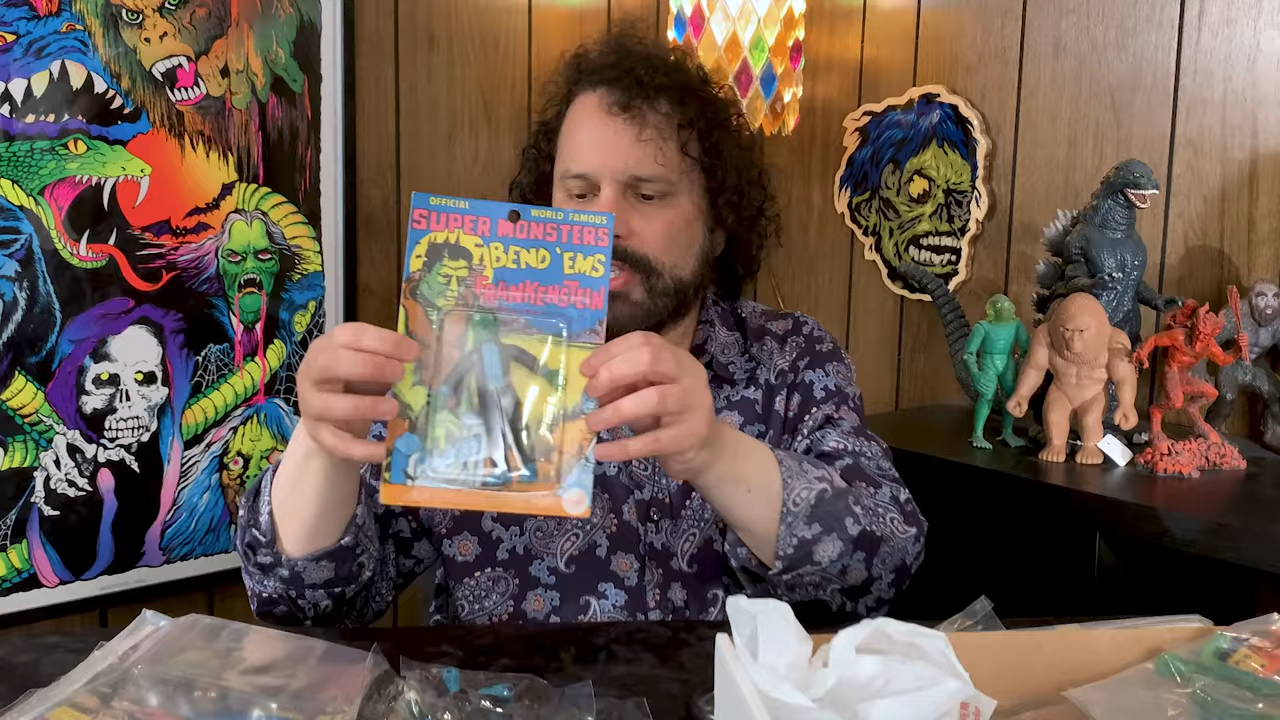 OFFICIAL
WORLD FAMOUS
SUPER MONSTERS
BEND 'EMS
FRANKENSTEIN